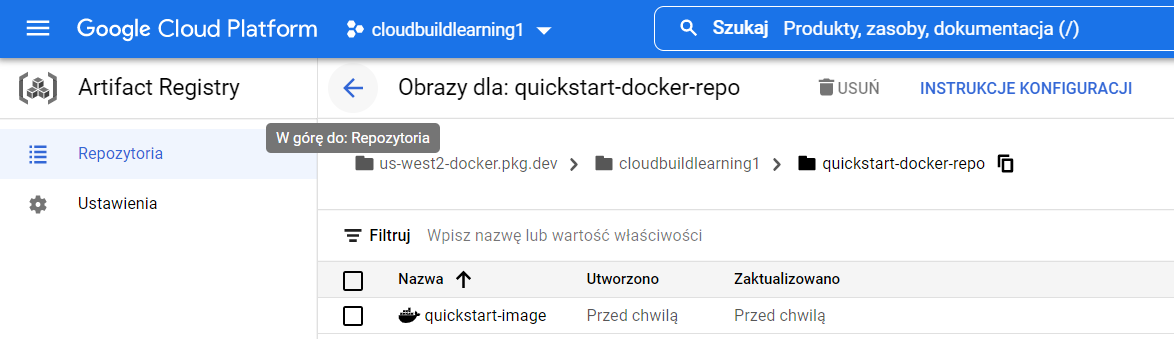 Google Cloud Platform cloudbuildlearning1 Szukaj Produkty, zasoby, dokumentacja (/)
Artifact Registry Obrazy dla: quickstart-docker-repo USUŃ INSTRUKCJE KONFIGURACJI
W górę do: Repozytoria
Repozytoria
us-west2-docker.pkg.dev cloudbuildlearning1 quickstart-docker-repo
Ustawienia
Filtruj Wpisz nazwę lub wartość właściwości
Nazwa Utworzono Zaktualizowano
quickstart-image Przed chwilą Przed chwilą